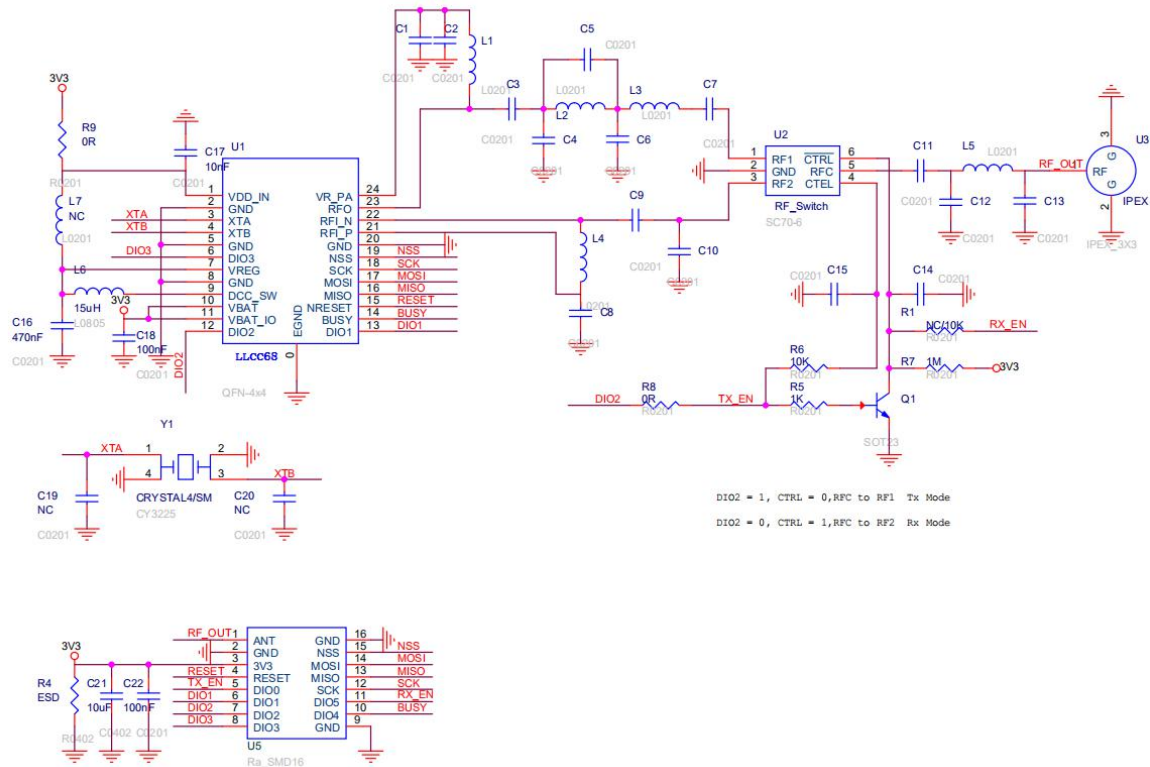 C1 C2 C5
C0201
L1
3V3
C0201 L0201 C3 L0201 L3 C7
R9
0R
L2 L0201
U2
C17
10nF
U1
C0201 C4 C6 C0201
R0201 C0201
L7
NC
L0201
1 VDD_IN VR_PA 24
2 GND RFO 23
XTA 3 XTA RFI_N 22
XTB 4 XTB RFI_P 21
5 GND GND 20
DIO3 6 DIO3 NSS 19 NSS
7 VREG SCK 18 SCK
8 GND MOSI 17 MOSI
9 DCC_SW MISO 16 MISO
10 VBAT NRESET 15 RESET
11 VBAT_IO BUSY 14 BUSY
12 DIO2 DIO1 13 DIO1
EGND
0
LLCC68
QFN-4x4
L6
15uH
L0805
3V3
C16
470nF
C0201
C18
100nF
C0201
DIO2
C0201 C0201
C9
C10
L4
C0201 C0201
L0201
C8
C0201
1 RF1 CTRL 6
2 GND RFC 5
3 RF2 CTEL 4
RF_Switch
SC70-6
C11 L5 L0201
RF_OUT
C0201
C12 C13
C0201 C0201
3
G
1 RF
G
2
U3
IPEX
IPEX_3X3
C15 C14
C0201 C0201
R1
NC/10K RX_EN
R0201
R6
10K
R0201
R7 1M
R0201
3V3
DIO2 R8
0R
R0201
TX_EN
R5
1K
R0201
Q1
SOT23
Y1
XTA 1 2
4 3 XTB
C19
NC
C0201
CRYSTAL4/SM
CY3225
C20
NC
C0201
DIO2 = 1, CTRL = 0,RFC to RF1 Tx Mode
DIO2 = 0, CTRL = 1,RFC to RF2 Rx Mode
3V3
R4
ESD
R0402
C21
10uF
C0402
C22
100nF
C0201
RF_OUT 1 ANT GND 16
2 GND NSS 15 NSS
3 3V3 MOSI 14 MOSI
RESET 4 RESET MISO 13 MISO
TX_EN 5 DIO0 SCK 12 SCK
DIO1 6 DIO1 DIO5 11 RX_EN
DIO2 7 DIO2 DIO4 10 BUSY
DIO3 8 DIO3 GND 9
U5
Ra_SMD16